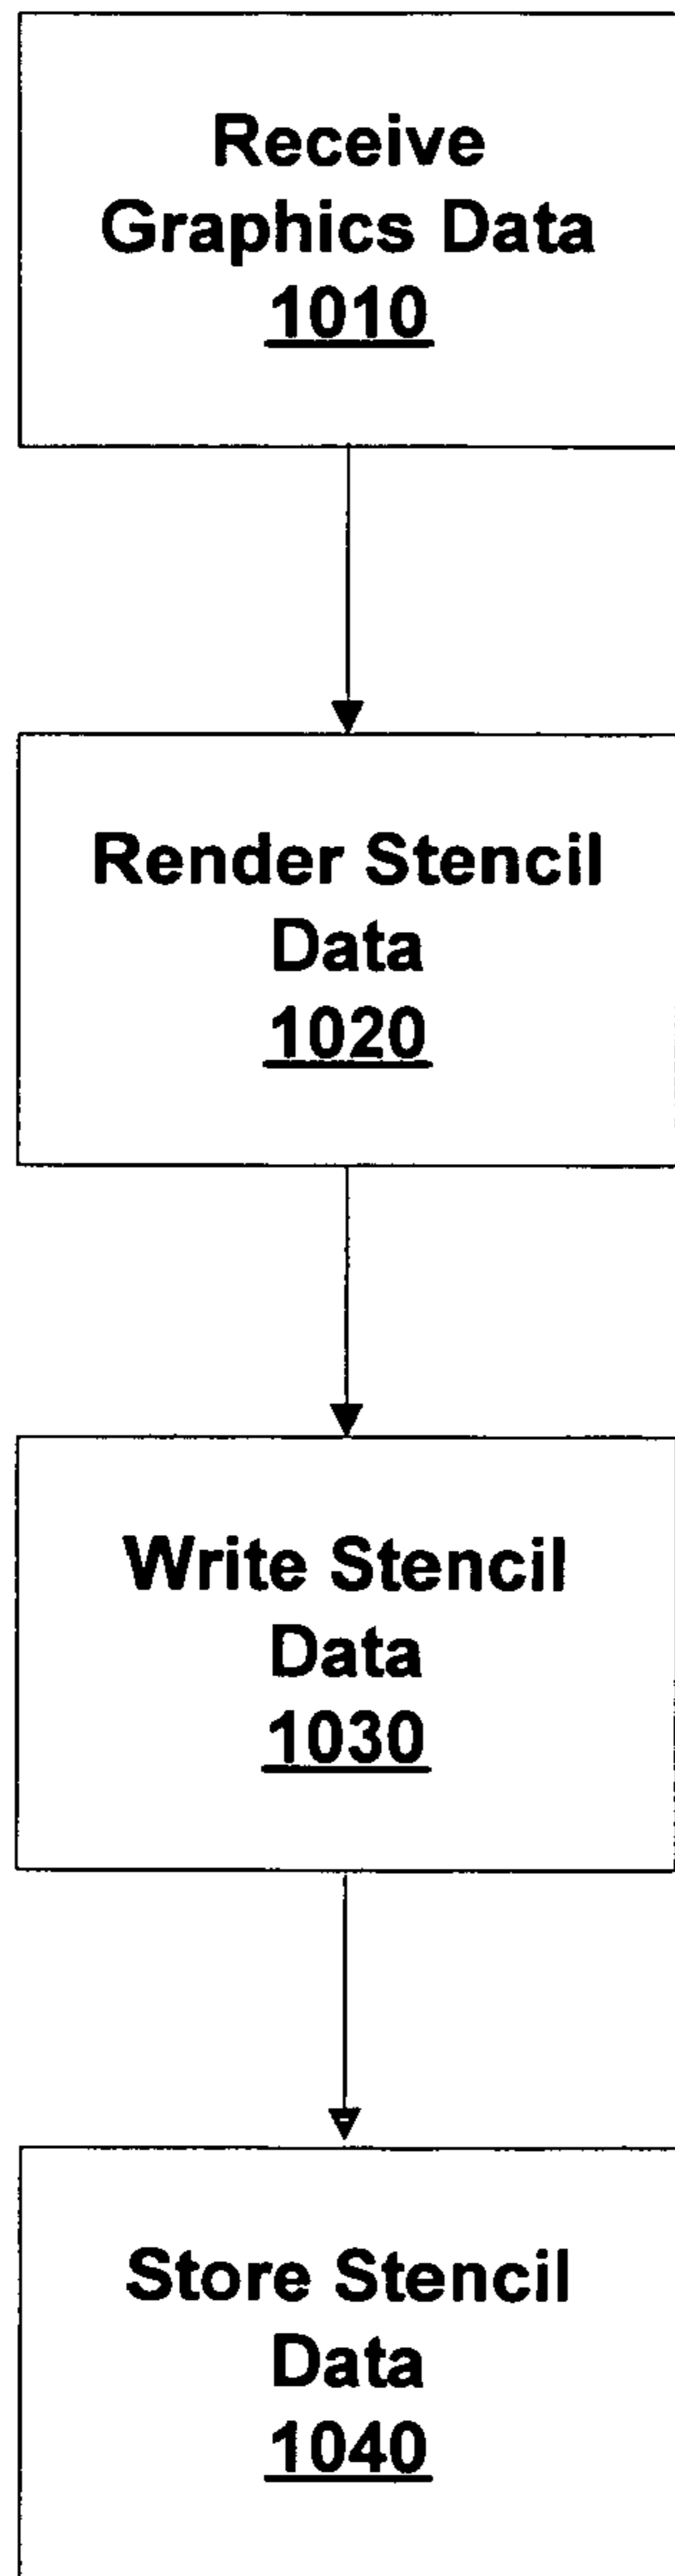 Receive
Graphics Data
1010
Render Stencil
Data
1020
Write Stencil
Data
1030
Store Stencil
Data
1040